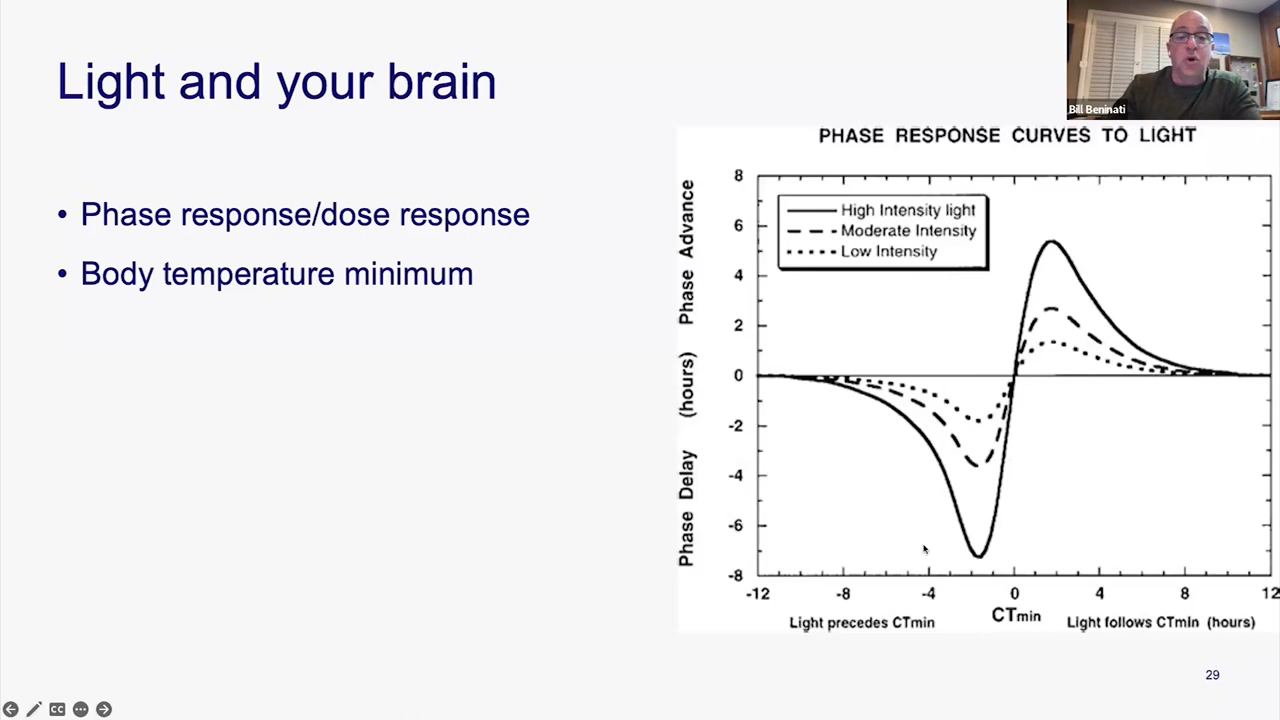 Light and your brain
Bill Beninati
• Phase response/dose response
• Body temperature minimum
PHASE RESPONSE CURVES TO LIGHT
High Intensity light
Moderate Intensity
Low Intensity
Phase Delay (hours) Phase Advance
8
6
4
2
0
-2
-4
-6
-8
-12 -8 -4 0 4 8 12
Light precedes CTmin CTmin Light follows CTmin (hours)
29
CC